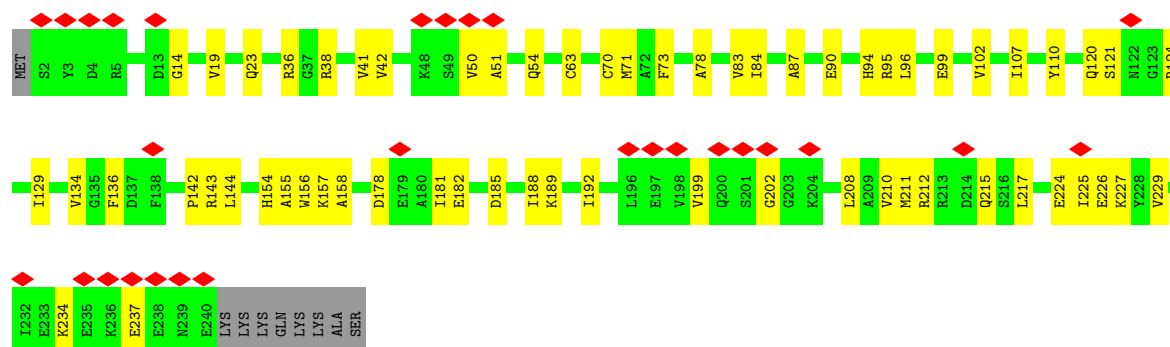 MET S2 Y3 D4 R5 D13 G14 V19 Q23 R36 G37 R38 V41 V42 K48 S49 V50 A51 Q54 C63 C70 M71 A72 F73 A78 V83 I84 A87 E90 H94 R95 L96 E99 V102 I107 Y110 Q120 S121 N122 G123
I129 V134 G135 F136 D137 F138 P142 R143 L144 H154 A155 W156 K157 A158 D178 E179 A180 I181 E182 D185 I188 K189 I192 L196 E197 V198 V199 Q200 S201 G202 G203 K204 L208 A209 V210 M211 R212 R213 D214 Q215 S216 L217 E224 I225 E226 K227 Y228 V229
I232 E233 K234 E235 K236 E237 E238 N239 E240 LYS LYS LYS GLN LYS LYS ALA SER